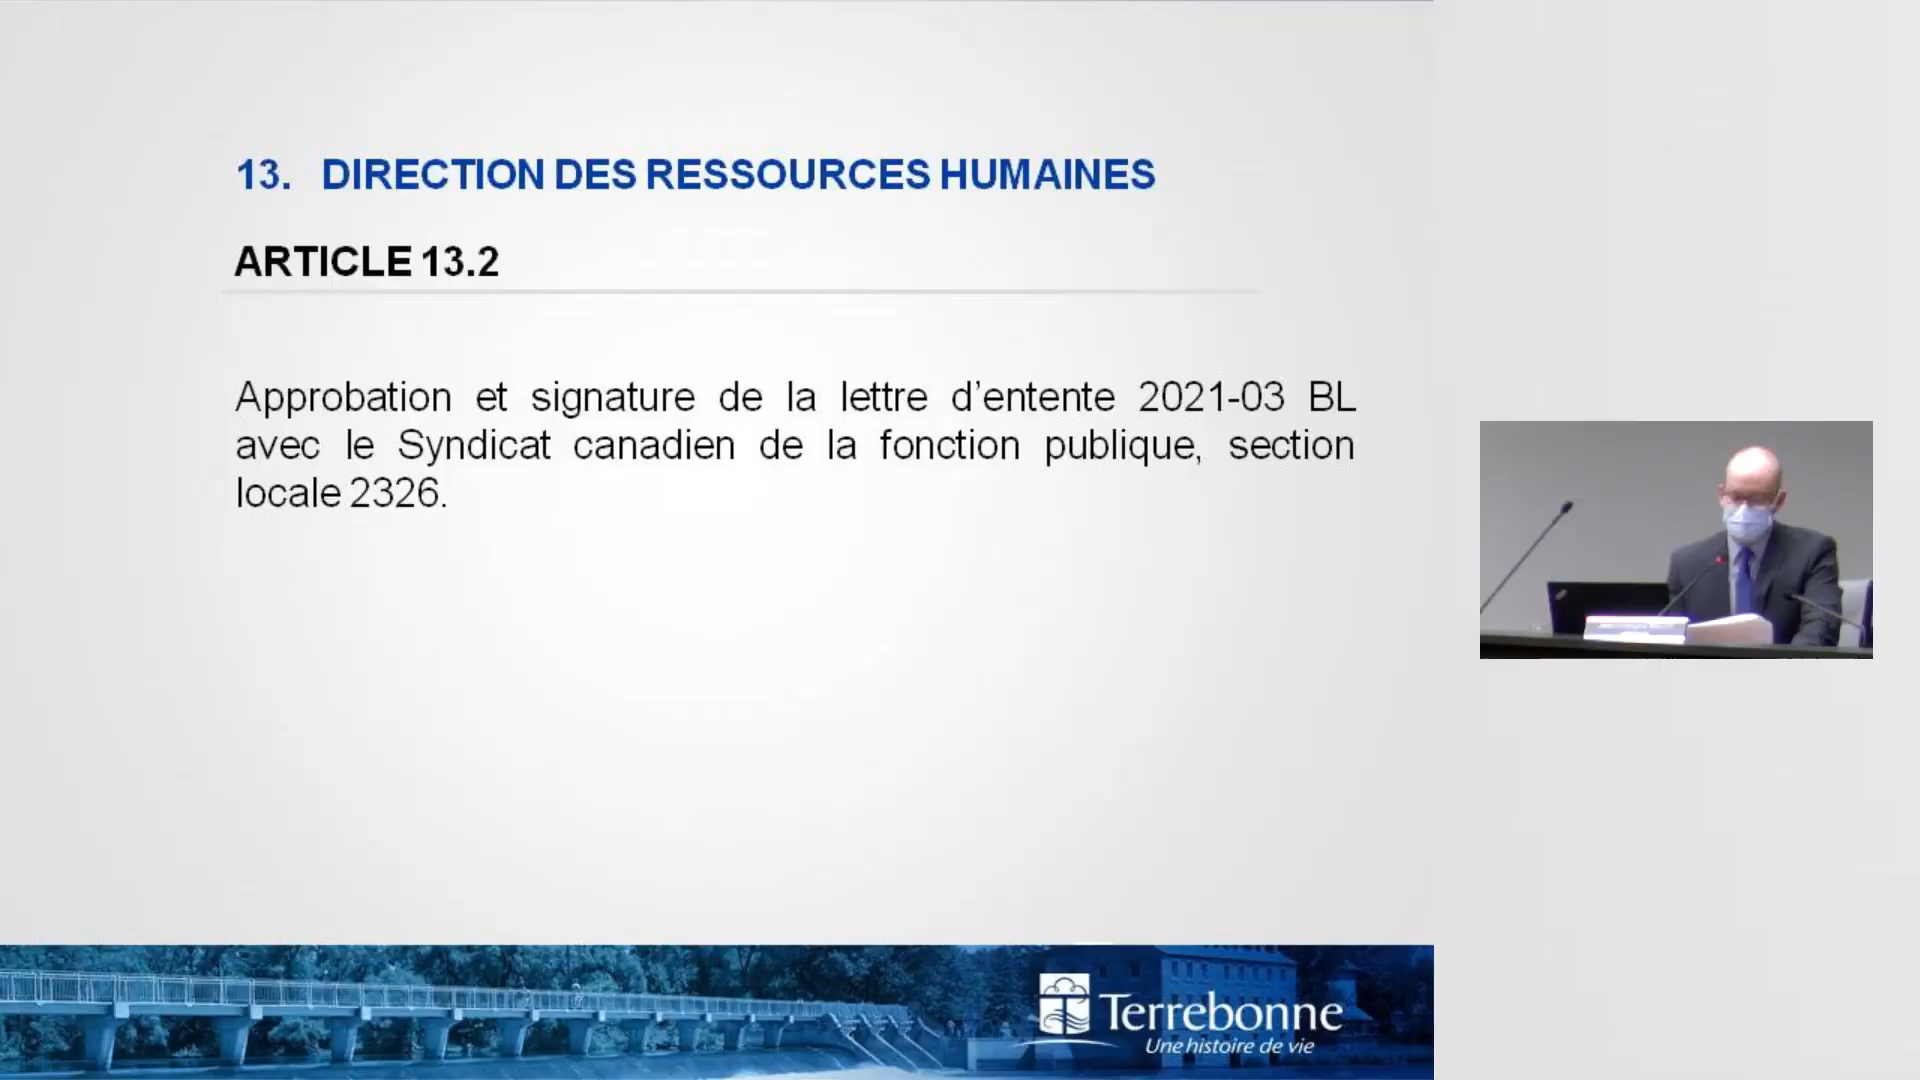 13. DIRECTION DES RESSOURCES HUMAINES
ARTICLE 13.2
Approbation et signature de la lettre d’entente 2021-03 BL
avec le Syndicat canadien de la fonction publique, section
locale 2326.
Terrebonne
Une histoire de vie